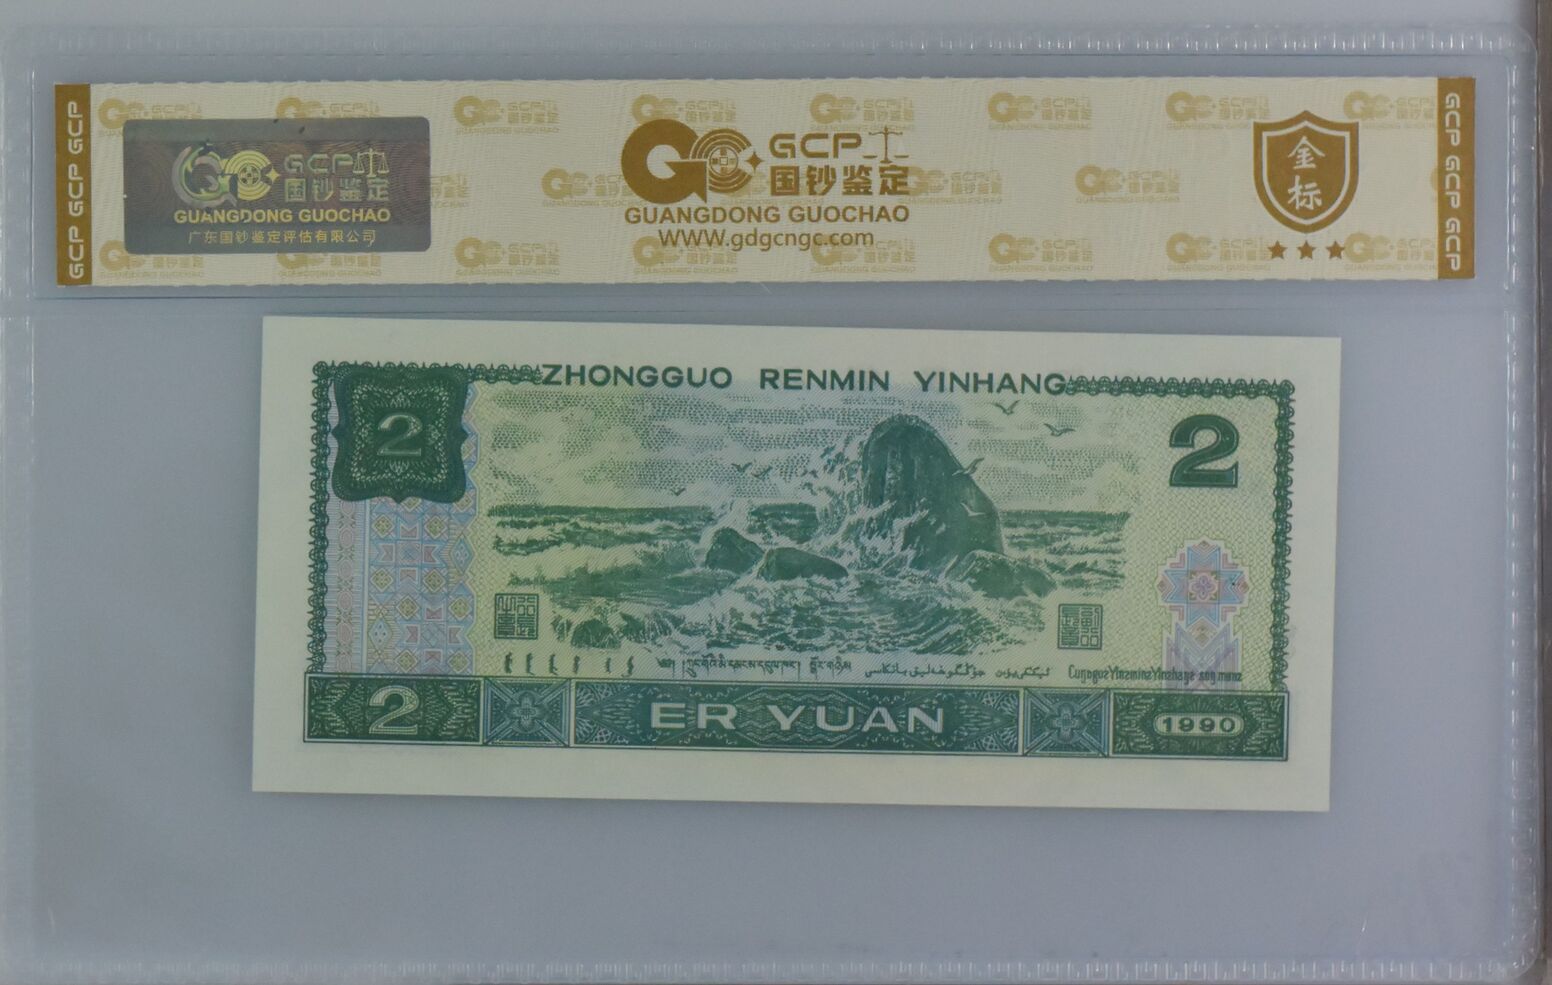 GCP GCP GCP
GCP 国钞鉴定
GUANGDONG GUOCHAO
广东国钞鉴定评估有限公司
GCP
国钞鉴定
GUANGDONG GUOCHAO
www.gdgcngc.com
金标
GCP GCP GCP
ZHONGGUO RENMIN YINHANG
2
2
2
ER YUAN
1990